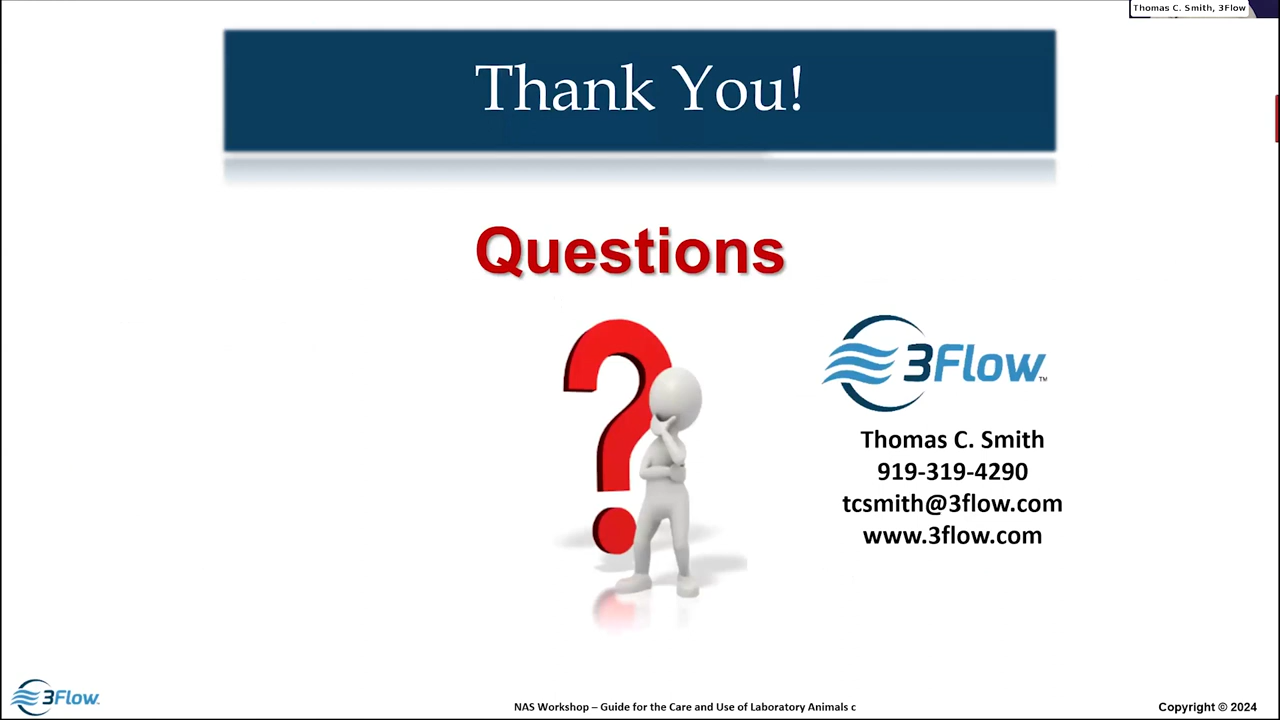 Thomas C. Smith, 3Flow
Thank You!
Questions
3Flow™
Thomas C. Smith
919-319-4290
tcsmith@3flow.com
www.3flow.com
3Flow
NAS Workshop – Guide for the Care and Use of Laboratory Animals c
Copyright © 2024